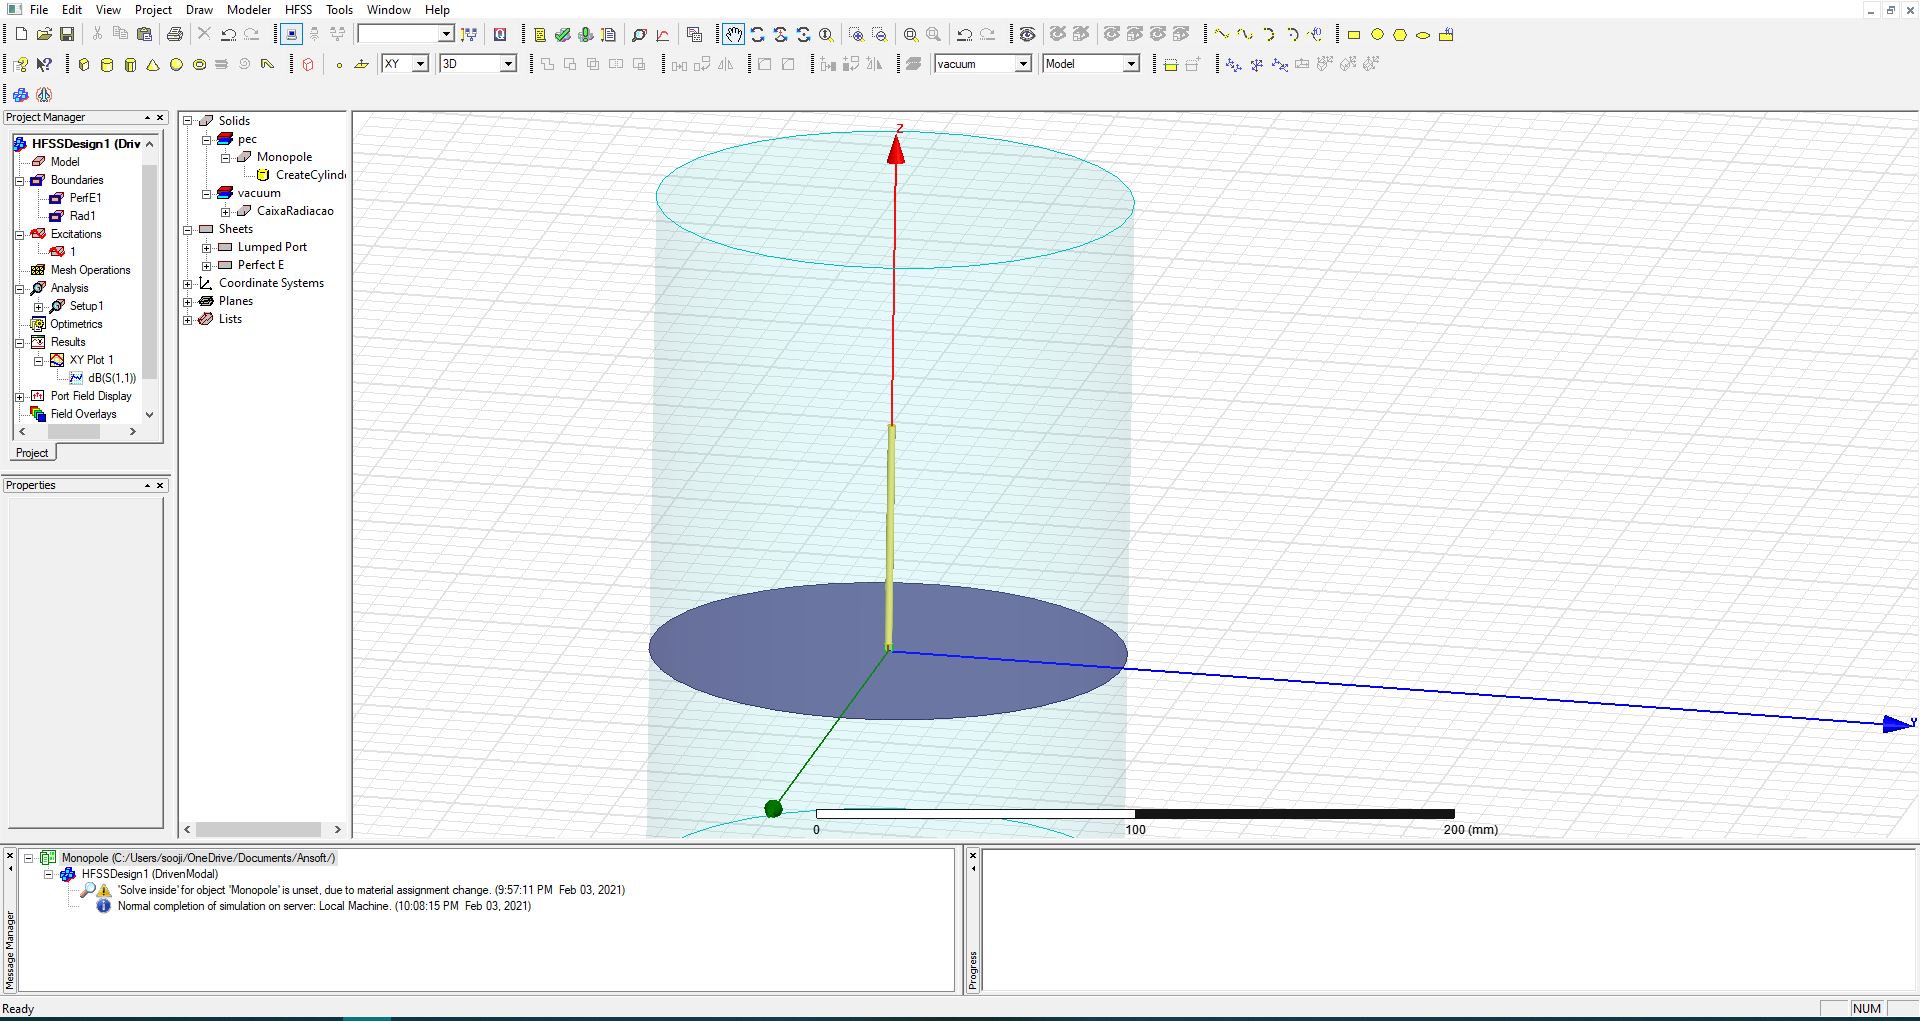 File Edit View Project Draw Modeler HFSS Tools Window Help
XY 3D vacuum Model
Project Manager
HFSSDesign1 (Driv
Model
Boundaries
PerfE1
Rad1
Excitations
1
Mesh Operations
Analysis
Setup1
Optimetrics
Results
XY Plot 1
dB(S(1,1))
Port Field Display
Field Overlays
Project
Properties
Solids
pec
Monopole
CreateCylind
vacuum
CaixaRadiacao
Sheets
Lumped Port
Perfect E
Coordinate Systems
Planes
Lists
Z
Y
0 100 200 (mm)
Message Manager
Monopole (C:/Users/sooji/OneDrive/Documents/Ansoft/)
HFSSDesign1 (DrivenModal)
'Solve inside' for object 'Monopole' is unset, due to material assignment change. (9:57:11 PM Feb 03, 2021)
Normal completion of simulation on server: Local Machine. (10:08:15 PM Feb 03, 2021)
Progress
Ready
NUM